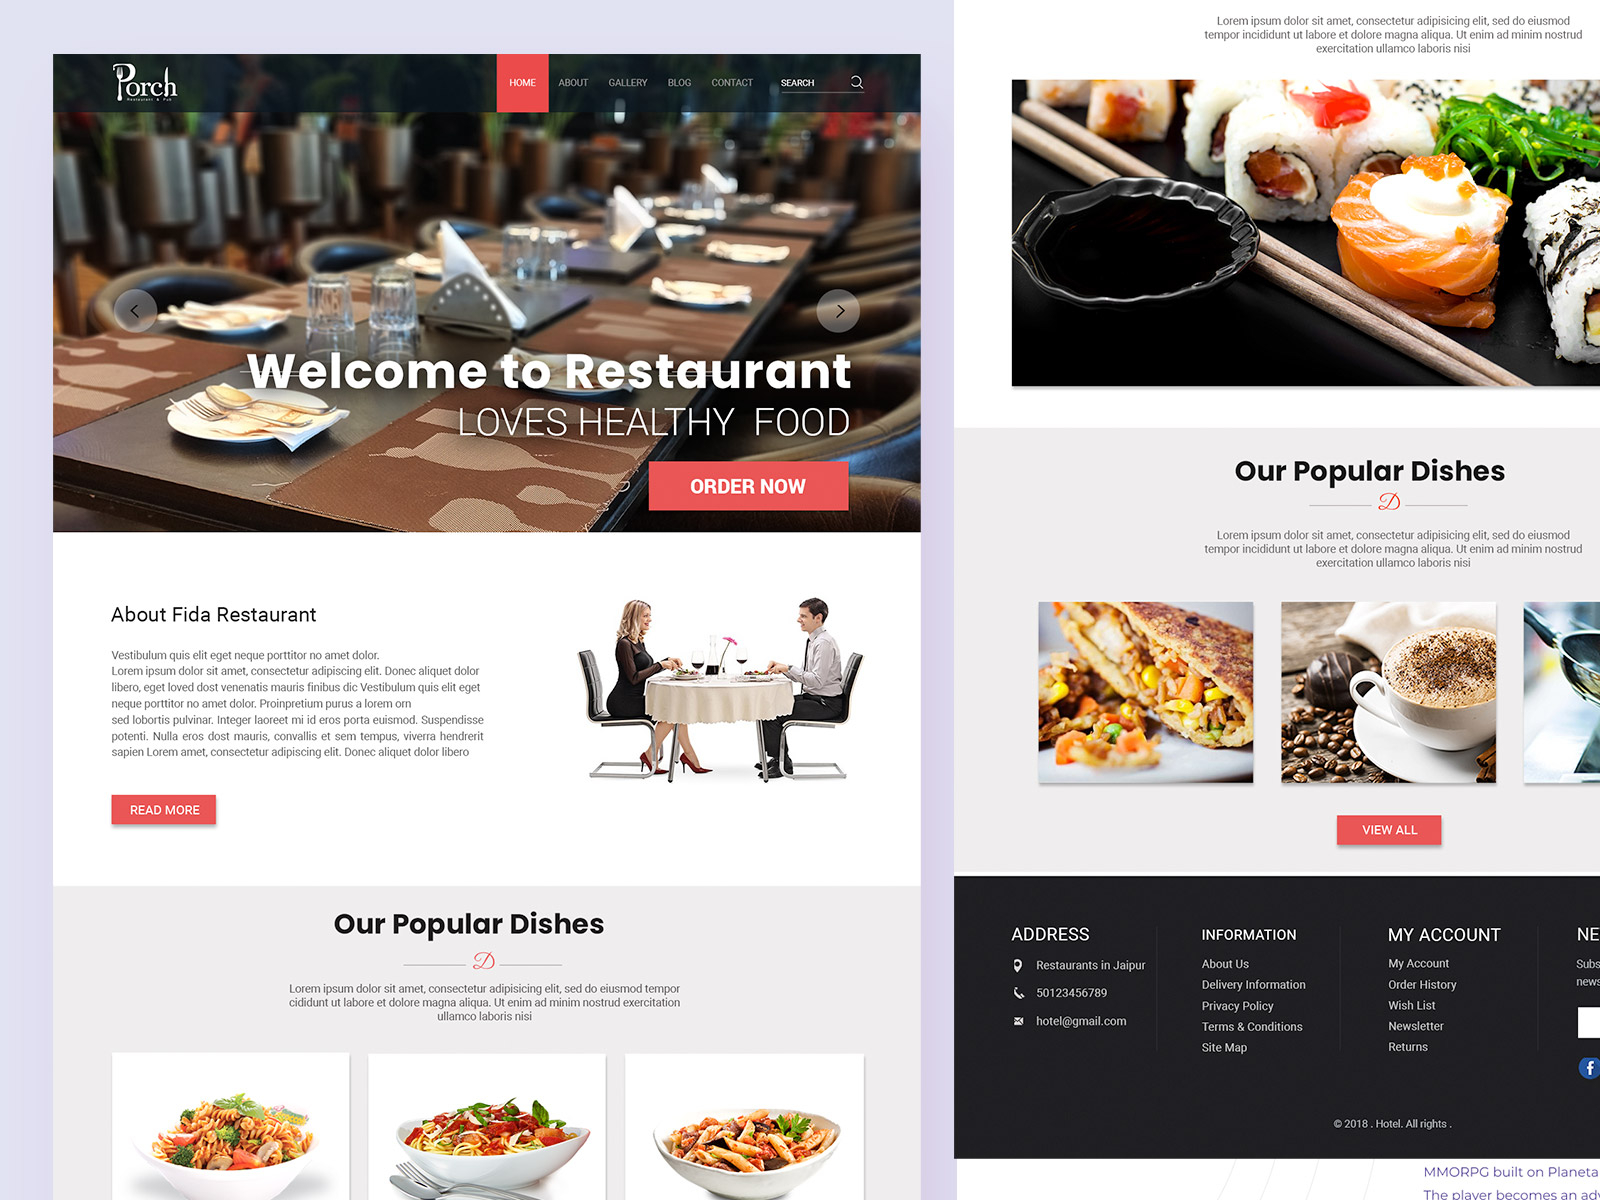 Porch
Restaurant & Pub
HOME
ABOUT
GALLERY
BLOG
CONTACT
SEARCH
Welcome to Restaurant
LOVES HEALTHY FOOD
ORDER NOW
About Fida Restaurant
Vestibulum quis elit eget neque porttitor no amet dolor.
Lorem ipsum dolor sit amet, consectetur adipiscing elit. Donec aliquet dolor
libero, eget loved dost venenatis mauris finibus dic Vestibulum quis elit eget
neque porttitor no amet dolor. Proinpretium purus a lorem orn
sed lobortis pulvinar. Integer laoreet mi id eros porta euismod. Suspendisse
potenti. Nulla eros dost mauris, convallis et sem tempus, viverra hendrerit
sapien Lorem amet, consectetur adipiscing elit. Donec aliquet dolor libero
READ MORE
Our Popular Dishes
D
Lorem ipsum dolor sit amet, consectetur adipisicing elit, sed do eiusmod tempor
cididunt ut labore et dolore magna aliqua. Ut enim ad minim nostrud exercitation
ullamco laboris nisi
Lorem ipsum dolor sit amet, consectetur adipisicing elit, sed do eiusmod
tempor incididunt ut labore et dolore magna aliqua. Ut enim ad minim nostrud
exercitation ullamco laboris nisi
Our Popular Dishes
D
Lorem ipsum dolor sit amet, consectetur adipisicing elit, sed do eiusmod
tempor incididunt ut labore et dolore magna aliqua. Ut enim ad minim nostrud
exercitation ullamco laboris nisi
VIEW ALL
ADDRESS
Restaurants in Jaipur
50123456789
hotel@gmail.com
INFORMATION
About Us
Delivery Information
Privacy Policy
Terms & Conditions
Site Map
MY ACCOUNT
My Account
Order History
Wish List
Newsletter
Returns
NE
Subs
news
f
© 2018 . Hotel. All rights .
MMORPG built on Planeta
The player becomes an adv